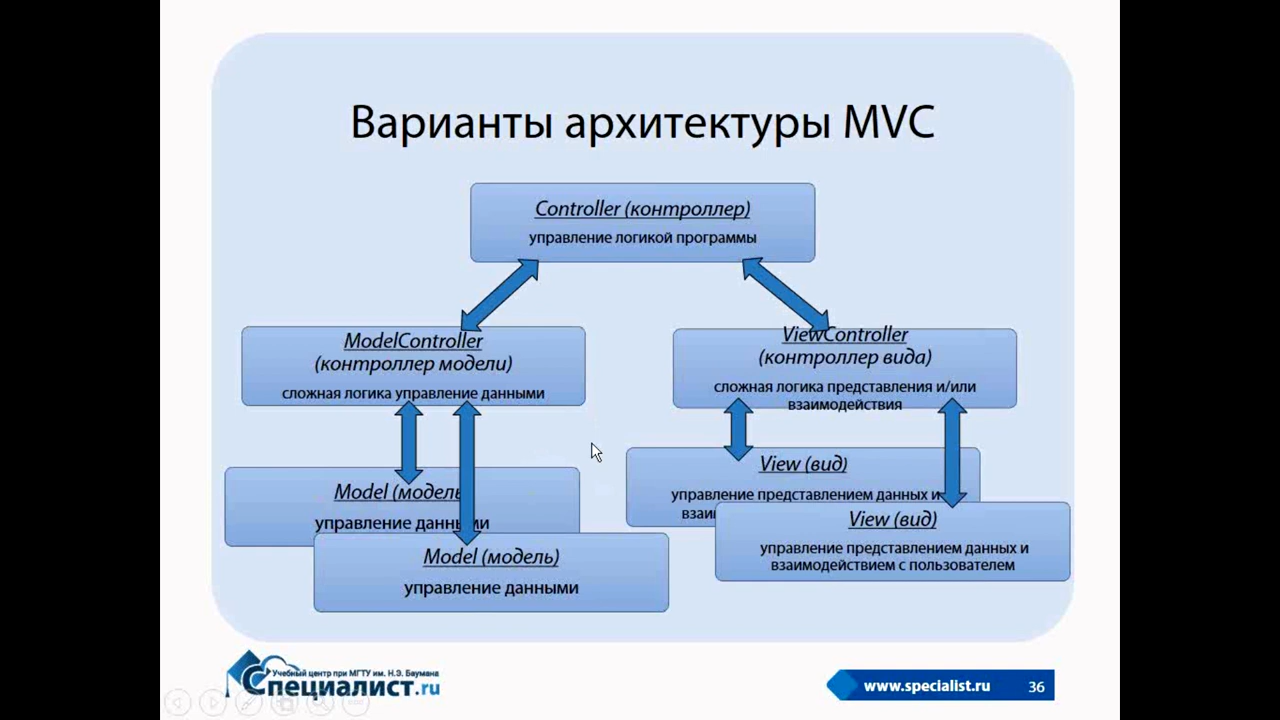 Варианты архитектуры MVC
Controller (контроллер)
управление логикой программы
ModelController
(контроллер модели)
сложная логика управление данными
ViewController
(контроллер вида)
сложная логика представления и/или
взаимодействия
Model (модель
управление данными
Model (модель)
управление данными
View (вид)
управление представлением данных и
View (вид)
управление представлением данных и
взаимодействием с пользователем
Учебный центр при МГТУ им. Н.Э. Баумана
Специалист.ru
www.specialist.ru
36